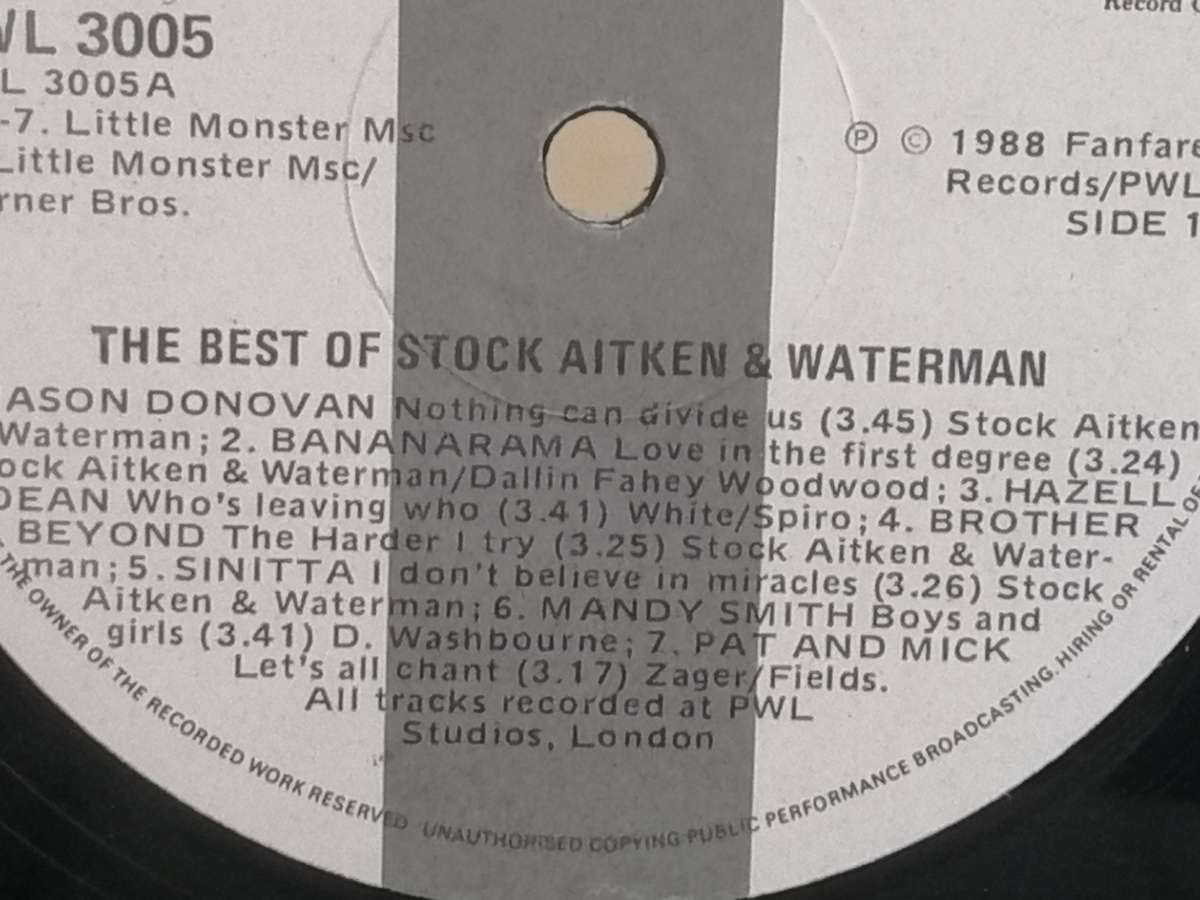 WL 3005
L 3005A
-7. Little Monster Msc
Little Monster Msc/
rner Bros.
Record
Ⓟ © 1988 Fanfare
Records/PWL
SIDE 1
THE BEST OF STOCK AITKEN & WATERMAN
ASON DONOVAN Nothing can divide us (3.45) Stock Aitken
Waterman; 2. BANANARAMA Love in the first degree (3.24)
ock Aitken & Waterman/Dallin Fahey Woodwood; 3. HAZELL
DEAN Who's leaving who (3.41) White/Spiro; 4. BROTHER
BEYOND The Harder I try (3.25) Stock Aitken & Water-
man; 5. SINITTA I don't believe in miracles (3.26) Stock
Aitken & Waterman; 6. MANDY SMITH Boys and
girls (3.41) D. Washbourne; 7. PAT AND MICK
Let's all chant (3.17) Zager/Fields.
All tracks recorded at PWL
Studios, London
THE OWNER OF THE RECORDED WORK RESERVED UNAUTHORISED COPYING PUBLIC PERFORMANCE BROADCASTING. HIRING OR RENTAL OF